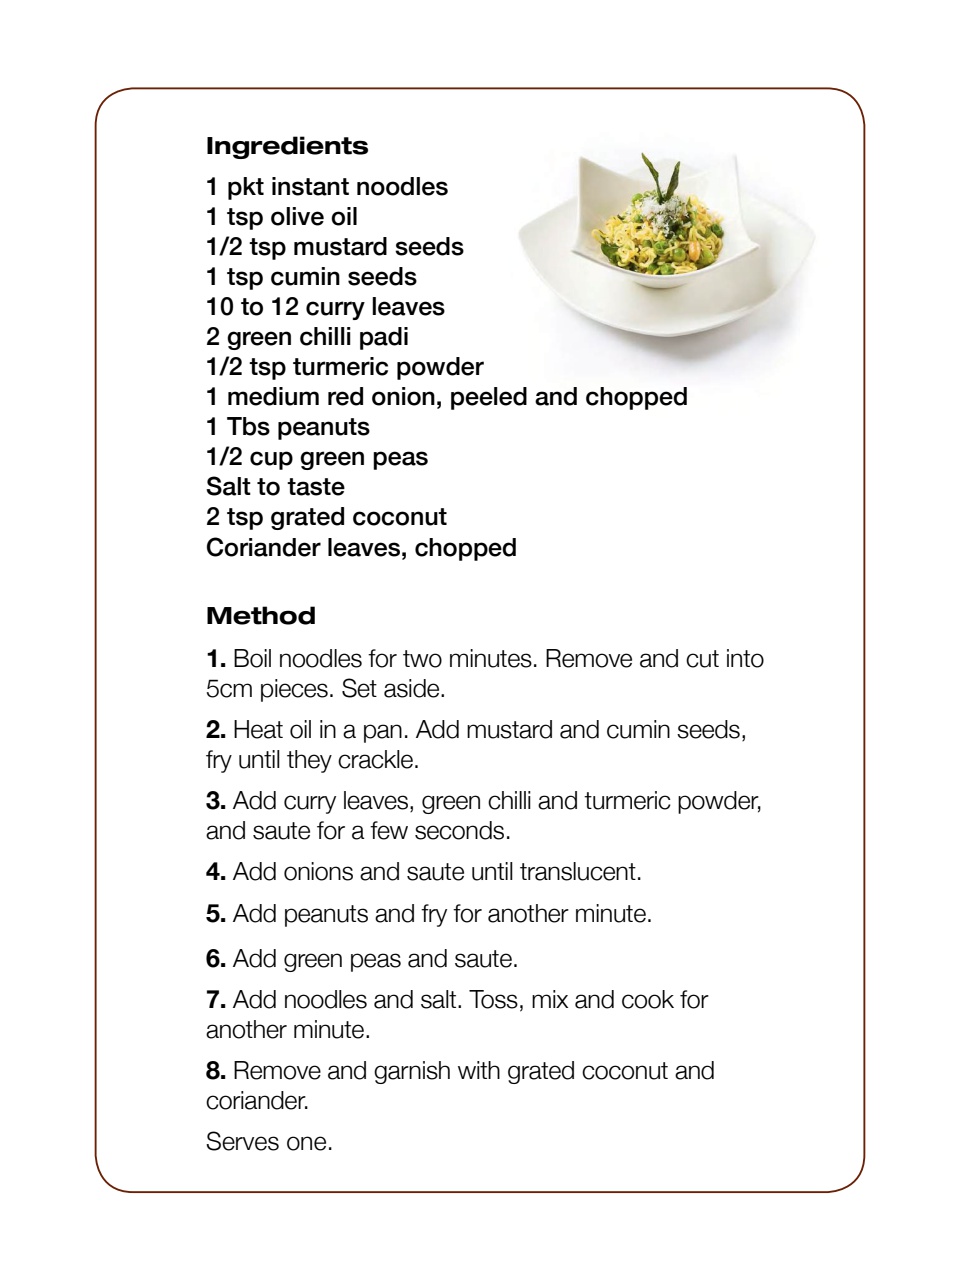 Ingredients
1 pkt instant noodles
1 tsp olive oil
1/2 tsp mustard seeds
1 tsp cumin seeds
10 to 12 curry leaves
2 green chilli padi
1/2 tsp turmeric powder
1 medium red onion, peeled and chopped
1 Tbs peanuts
1/2 cup green peas
Salt to taste
2 tsp grated coconut
Coriander leaves, chopped
Method
1. Boil noodles for two minutes. Remove and cut into
5cm pieces. Set aside.
2. Heat oil in a pan. Add mustard and cumin seeds,
fry until they crackle.
3. Add curry leaves, green chilli and turmeric powder,
and saute for a few seconds.
4. Add onions and saute until translucent.
5. Add peanuts and fry for another minute.
6. Add green peas and saute.
7. Add noodles and salt. Toss, mix and cook for
another minute.
8. Remove and garnish with grated coconut and
coriander.
Serves one.